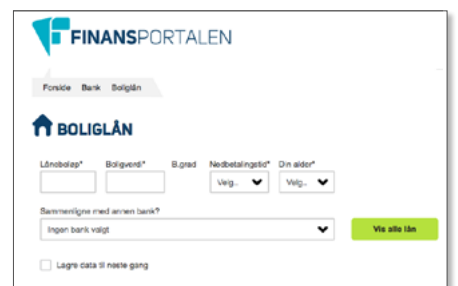 FINANSPORTALEN
Forside Bank Boliglån
BOLIGLÅN
Lånebeløp* Boligverdi* B.grad Nedbetalingstid* Din alder*
Velg.. Velg..
Sammenligne med annen bank?
Ingen bank valgt Vis alle lån
Lagre data til neste gang